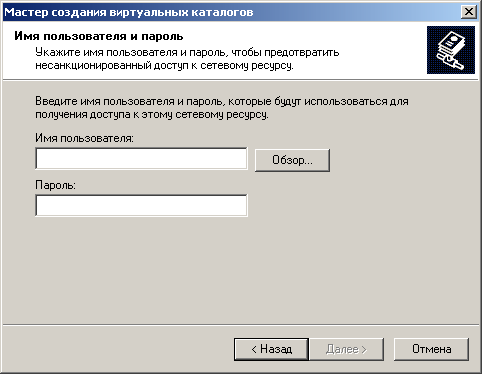 Мастер создания виртуальных каталогов
Имя пользователя и пароль
Укажите имя пользователя и пароль, чтобы предотвратить
несанкционированный доступ к сетевому ресурсу.
Введите имя пользователя и пароль, которые будут использоваться для
получения доступа к этому сетевому ресурсу.
Имя пользователя:
Обзор...
Пароль:
< Назад
Далее >
Отмена